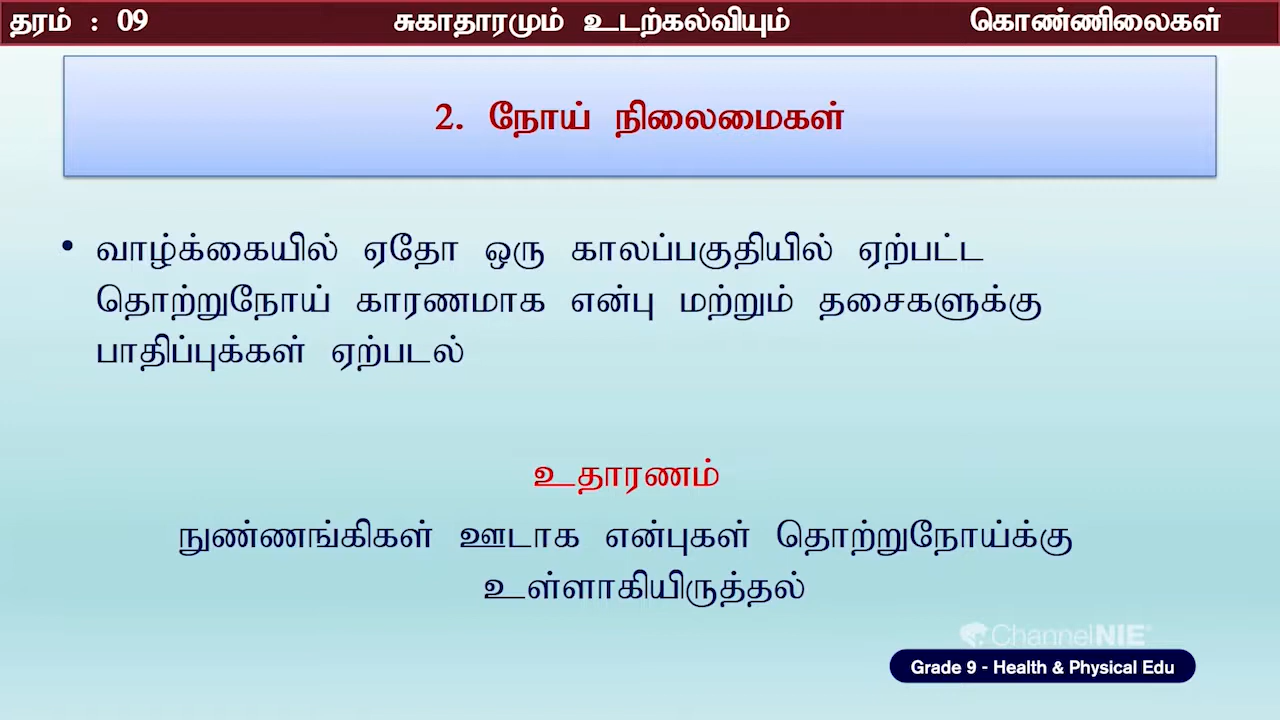 தரம் : 09 சுகாதாரமும் உடற்கல்வியும் கொண்ணிலைகள்
2. நோய் நிலைமைகள்
• வாழ்க்கையில் ஏதோ ஒரு காலப்பகுதியில் ஏற்பட்ட
தொற்றுநோய் காரணமாக என்பு மற்றும் தசைகளுக்கு
பாதிப்புக்கள் ஏற்படல்
உதாரணம்
நுண்ணங்கிகள் ஊடாக என்புகள் தொற்றுநோய்க்கு
உள்ளாகியிருத்தல்
ChannelNIE
Grade 9 - Health & Physical Edu